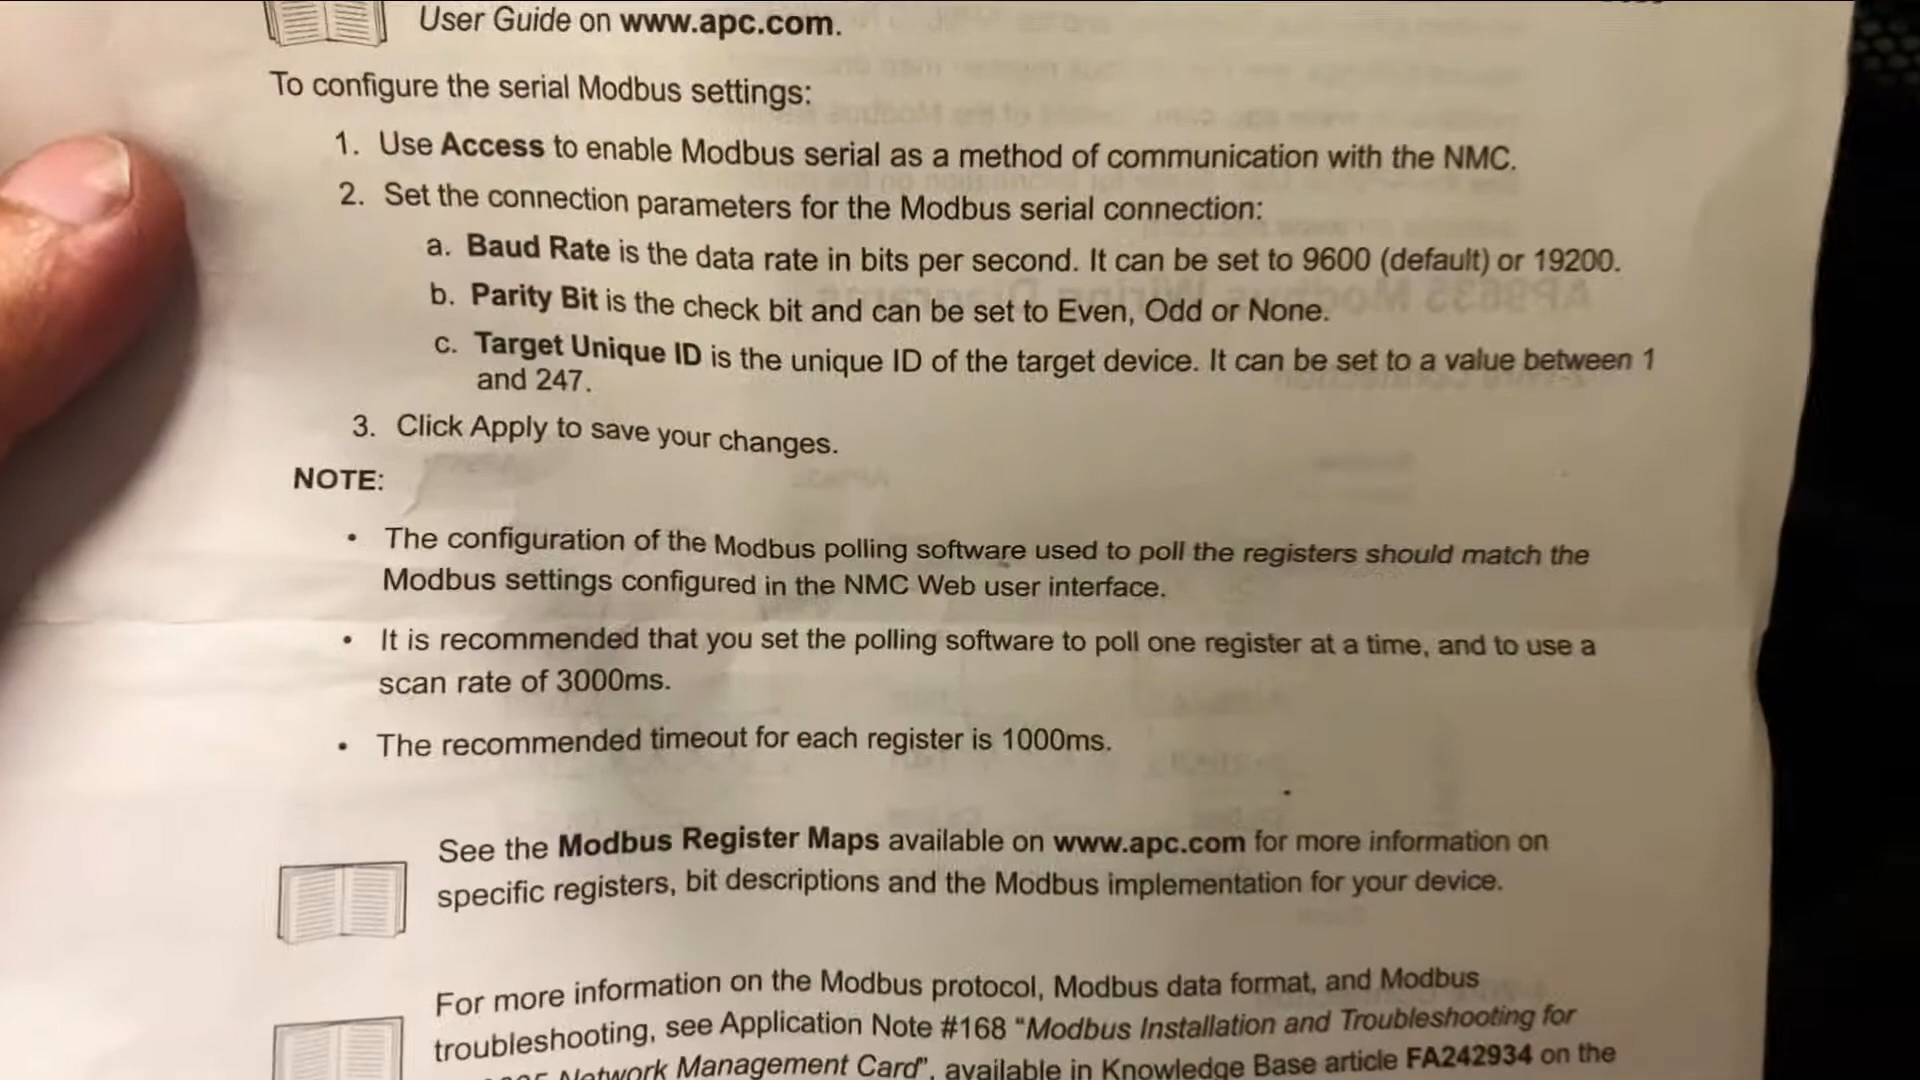 User Guide on www.apc.com.
To configure the serial Modbus settings:
1. Use Access to enable Modbus serial as a method of communication with the NMC.
2. Set the connection parameters for the Modbus serial connection:
a. Baud Rate is the data rate in bits per second. It can be set to 9600 (default) or 19200.
b. Parity Bit is the check bit and can be set to Even, Odd or None.
c. Target Unique ID is the unique ID of the target device. It can be set to a value between 1
and 247.
3. Click Apply to save your changes.
NOTE:
• The configuration of the Modbus polling software used to poll the registers should match the
Modbus settings configured in the NMC Web user interface.
• It is recommended that you set the polling software to poll one register at a time, and to use a
scan rate of 3000ms.
• The recommended timeout for each register is 1000ms.
See the Modbus Register Maps available on www.apc.com for more information on
specific registers, bit descriptions and the Modbus implementation for your device.
For more information on the Modbus protocol, Modbus data format, and Modbus
troubleshooting, see Application Note #168 "Modbus Installation and Troubleshooting for
Network Management Card", available in Knowledge Base article FA242934 on the